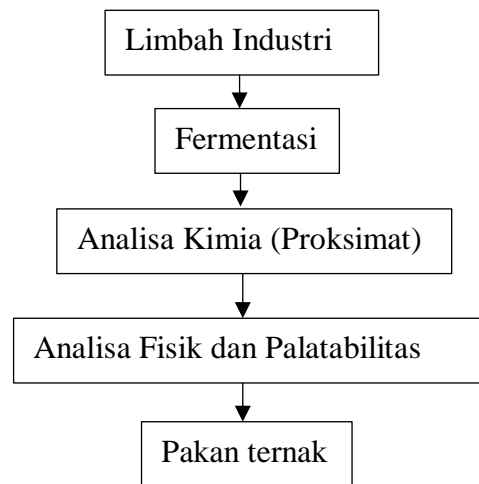 Limbah Industri
Fermentasi
Analisa Kimia (Proksimat)
Analisa Fisik dan Palatabilitas
Pakan ternak